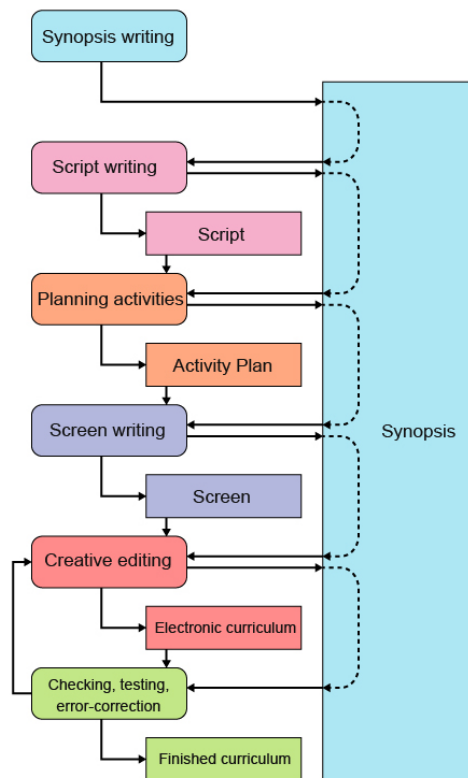 Synopsis writing
Script writing
Script
Planning activities
Activity Plan
Screen writing
Synopsis
Screen
Creative editing
Electronic curriculum
Checking, testing,
error-correction
Finished curriculum